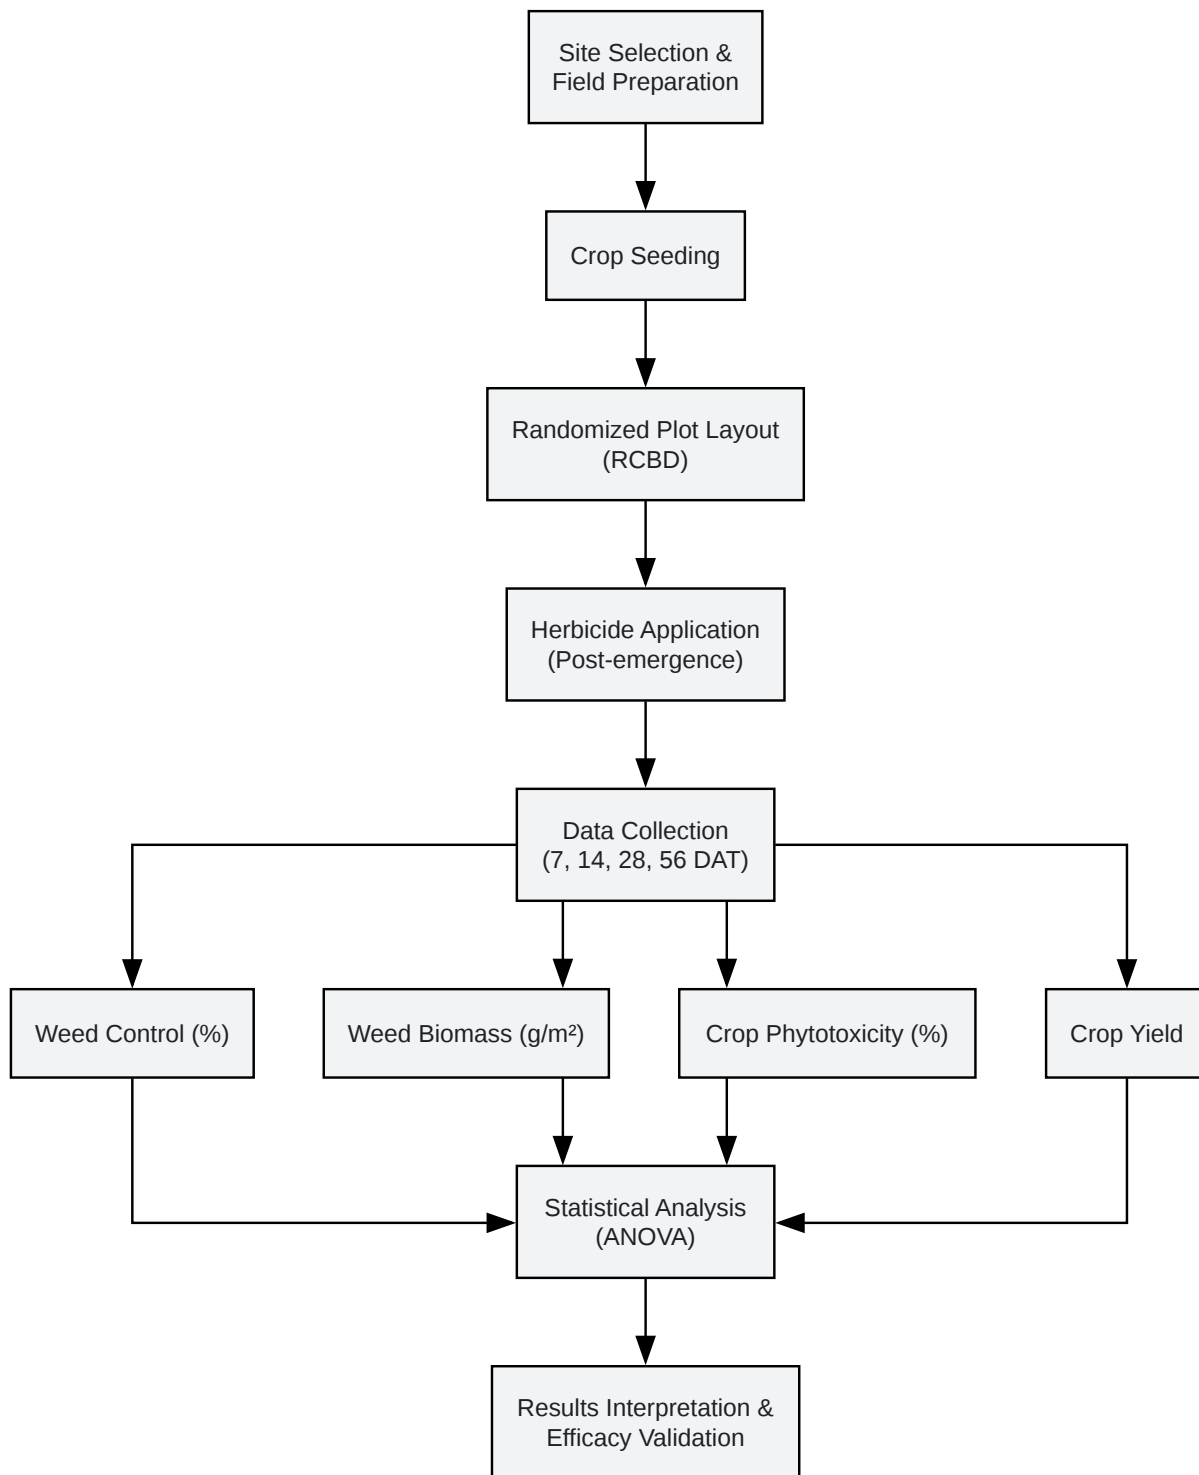 Site Selection &
Field Preparation
Crop Seeding
Randomized Plot Layout
(RCBD)
Herbicide Application
(Post-emergence)
Data Collection
(7, 14, 28, 56 DAT)
Weed Control (%)
Weed Biomass (g/m²)
Crop Phytotoxicity (%)
Crop Yield
Statistical Analysis
(ANOVA)
Results Interpretation &
Efficacy Validation